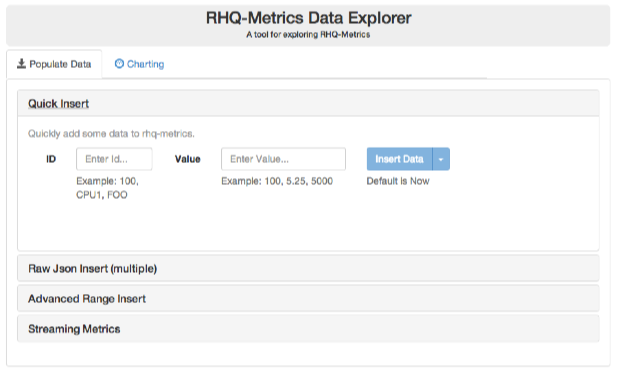 RHQ-Metrics Data Explorer
A tool for exploring RHQ-Metrics
Populate Data Charting
Quick Insert
Quickly add some data to rhq-metrics.
ID Enter Id... Value Enter Value... Insert Data
Example: 100, Example: 100, 5.25, 5000 Default is Now
CPU1, FOO
Raw Json Insert (multiple)
Advanced Range Insert
Streaming Metrics